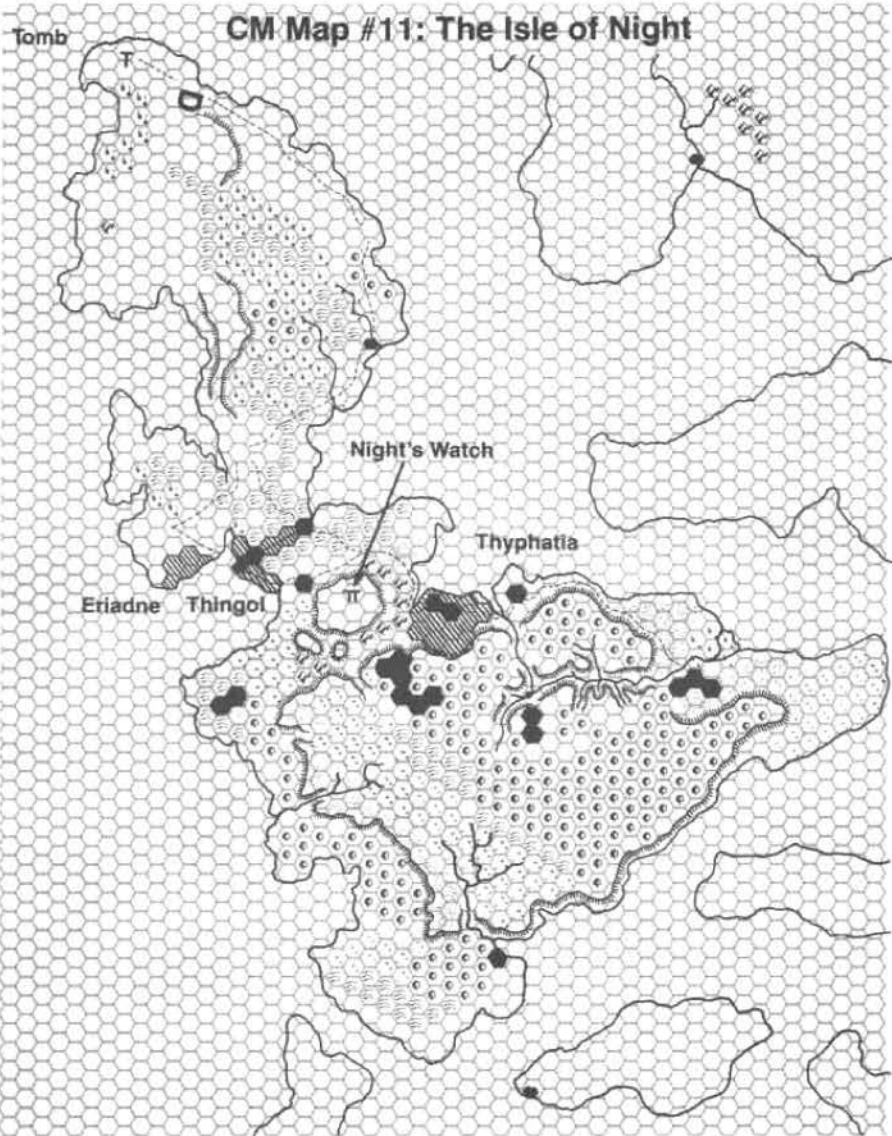 CM Map #11: The Isle of Night
Tomb
T
D
Night's Watch
Thyphatia
Eriadne
Thingol
π